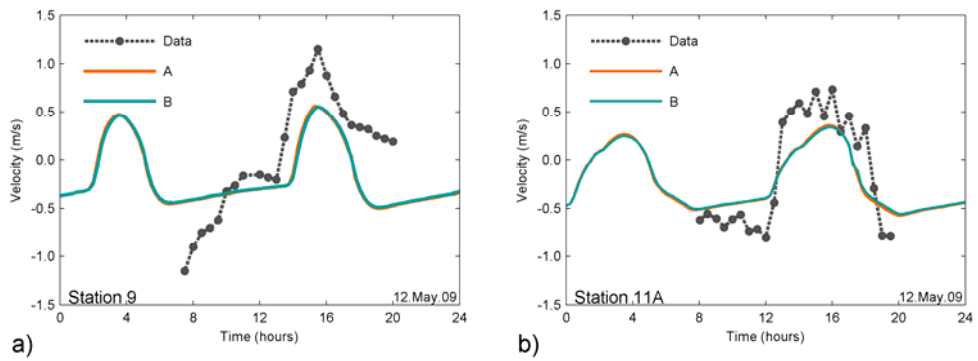 a)
Velocity (m/s)
1.5
1.0
0.5
0.0
-0.5
-1.0
-1.5
Data
A
B
Station 9
12.May.09
0 4 8 12 16 20 24
Time (hours)
b)
Velocity (m/s)
1.5
1.0
0.5
0.0
-0.5
-1.0
-1.5
Data
A
B
Station 11A
12.May.09
0 4 8 12 16 20 24
Time (hours)